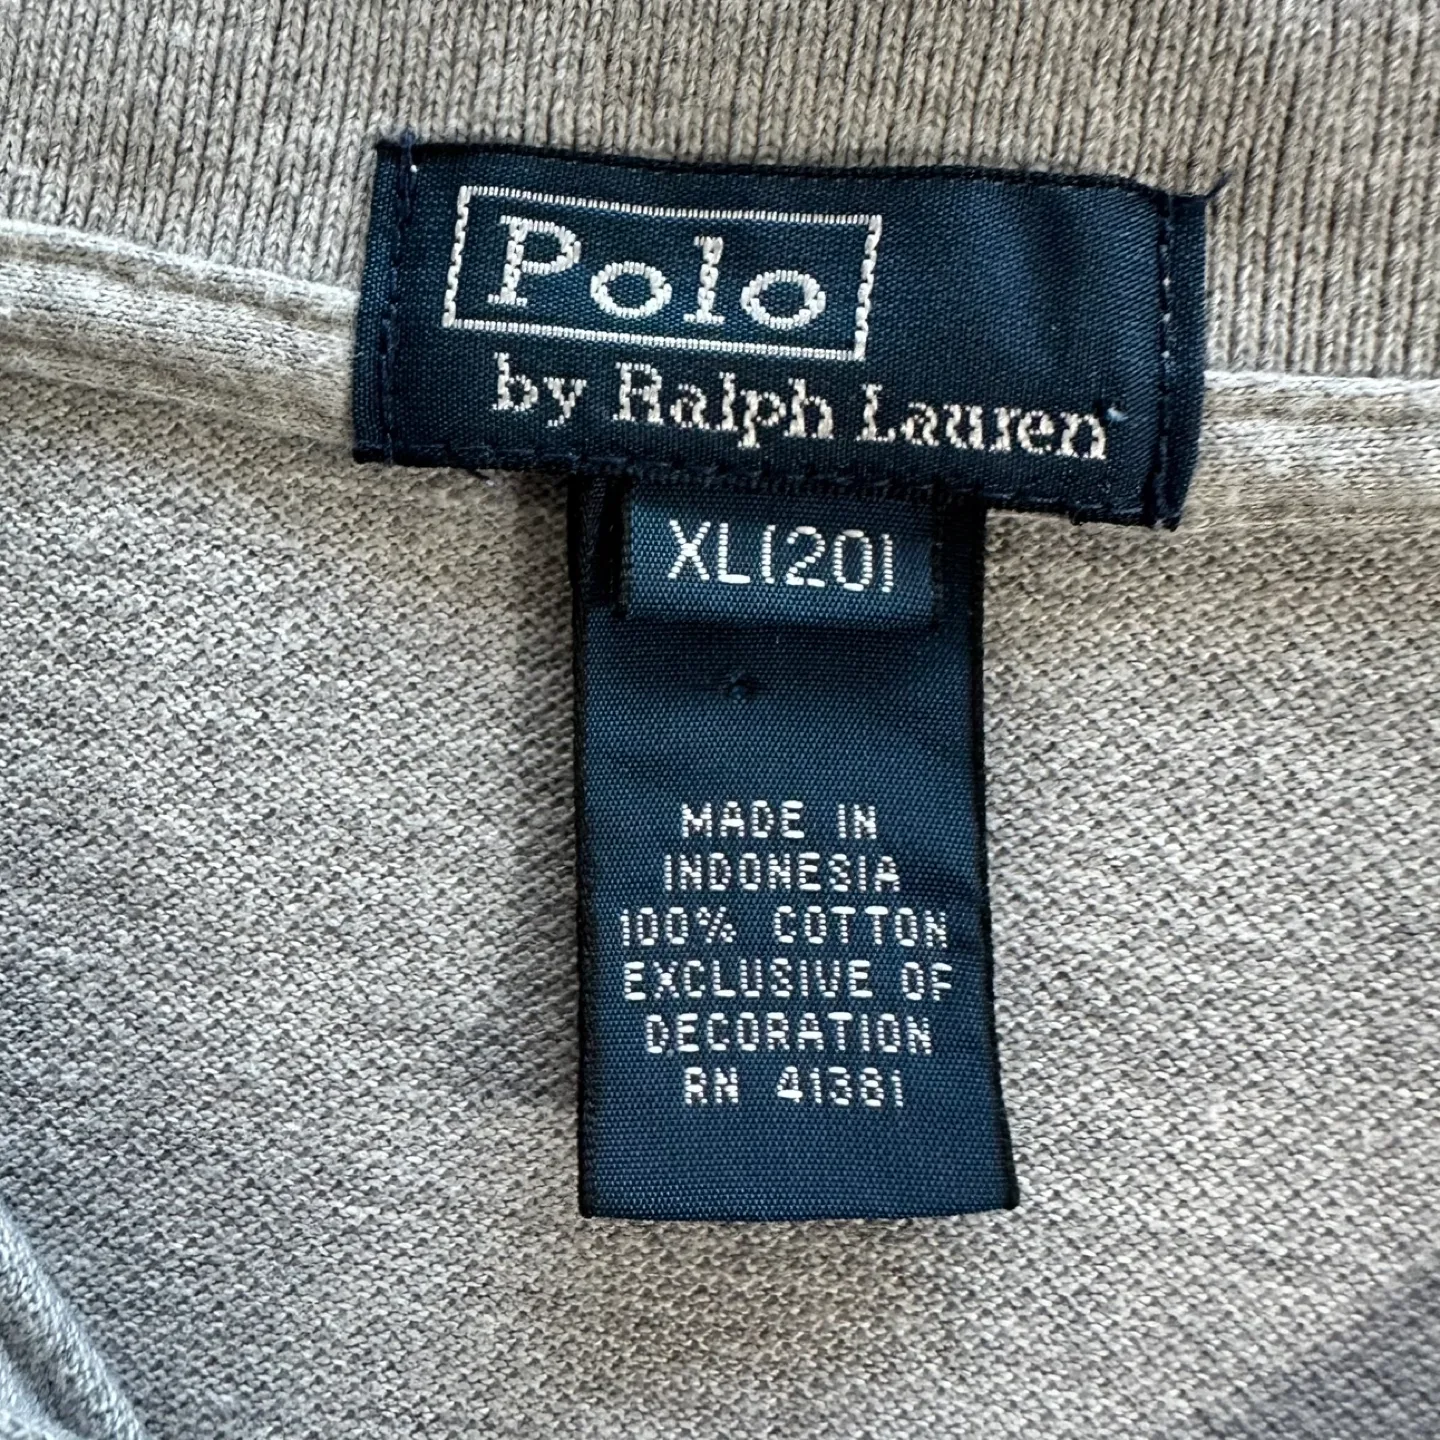 Polo
by Ralph Lauren
XL(20)
MADE IN
INDONESIA
100% COTTON
EXCLUSIVE OF
DECORATION
RN 41381